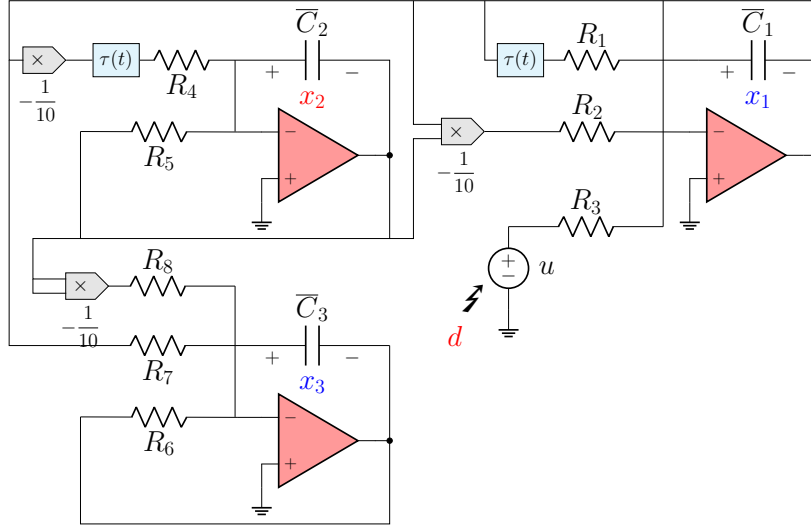 C̅₂
C̅₁
R₁
× τ(t)
τ(t)
R₄
+ −
+ −
−1/10
x₂
x₁
R₂
−
×
−
R₅
−1/10
+
+
R₃
R₈
+
−
u
×
−1/10
C̅₃
d
R₇
+ −
x₃
−
R₆
+